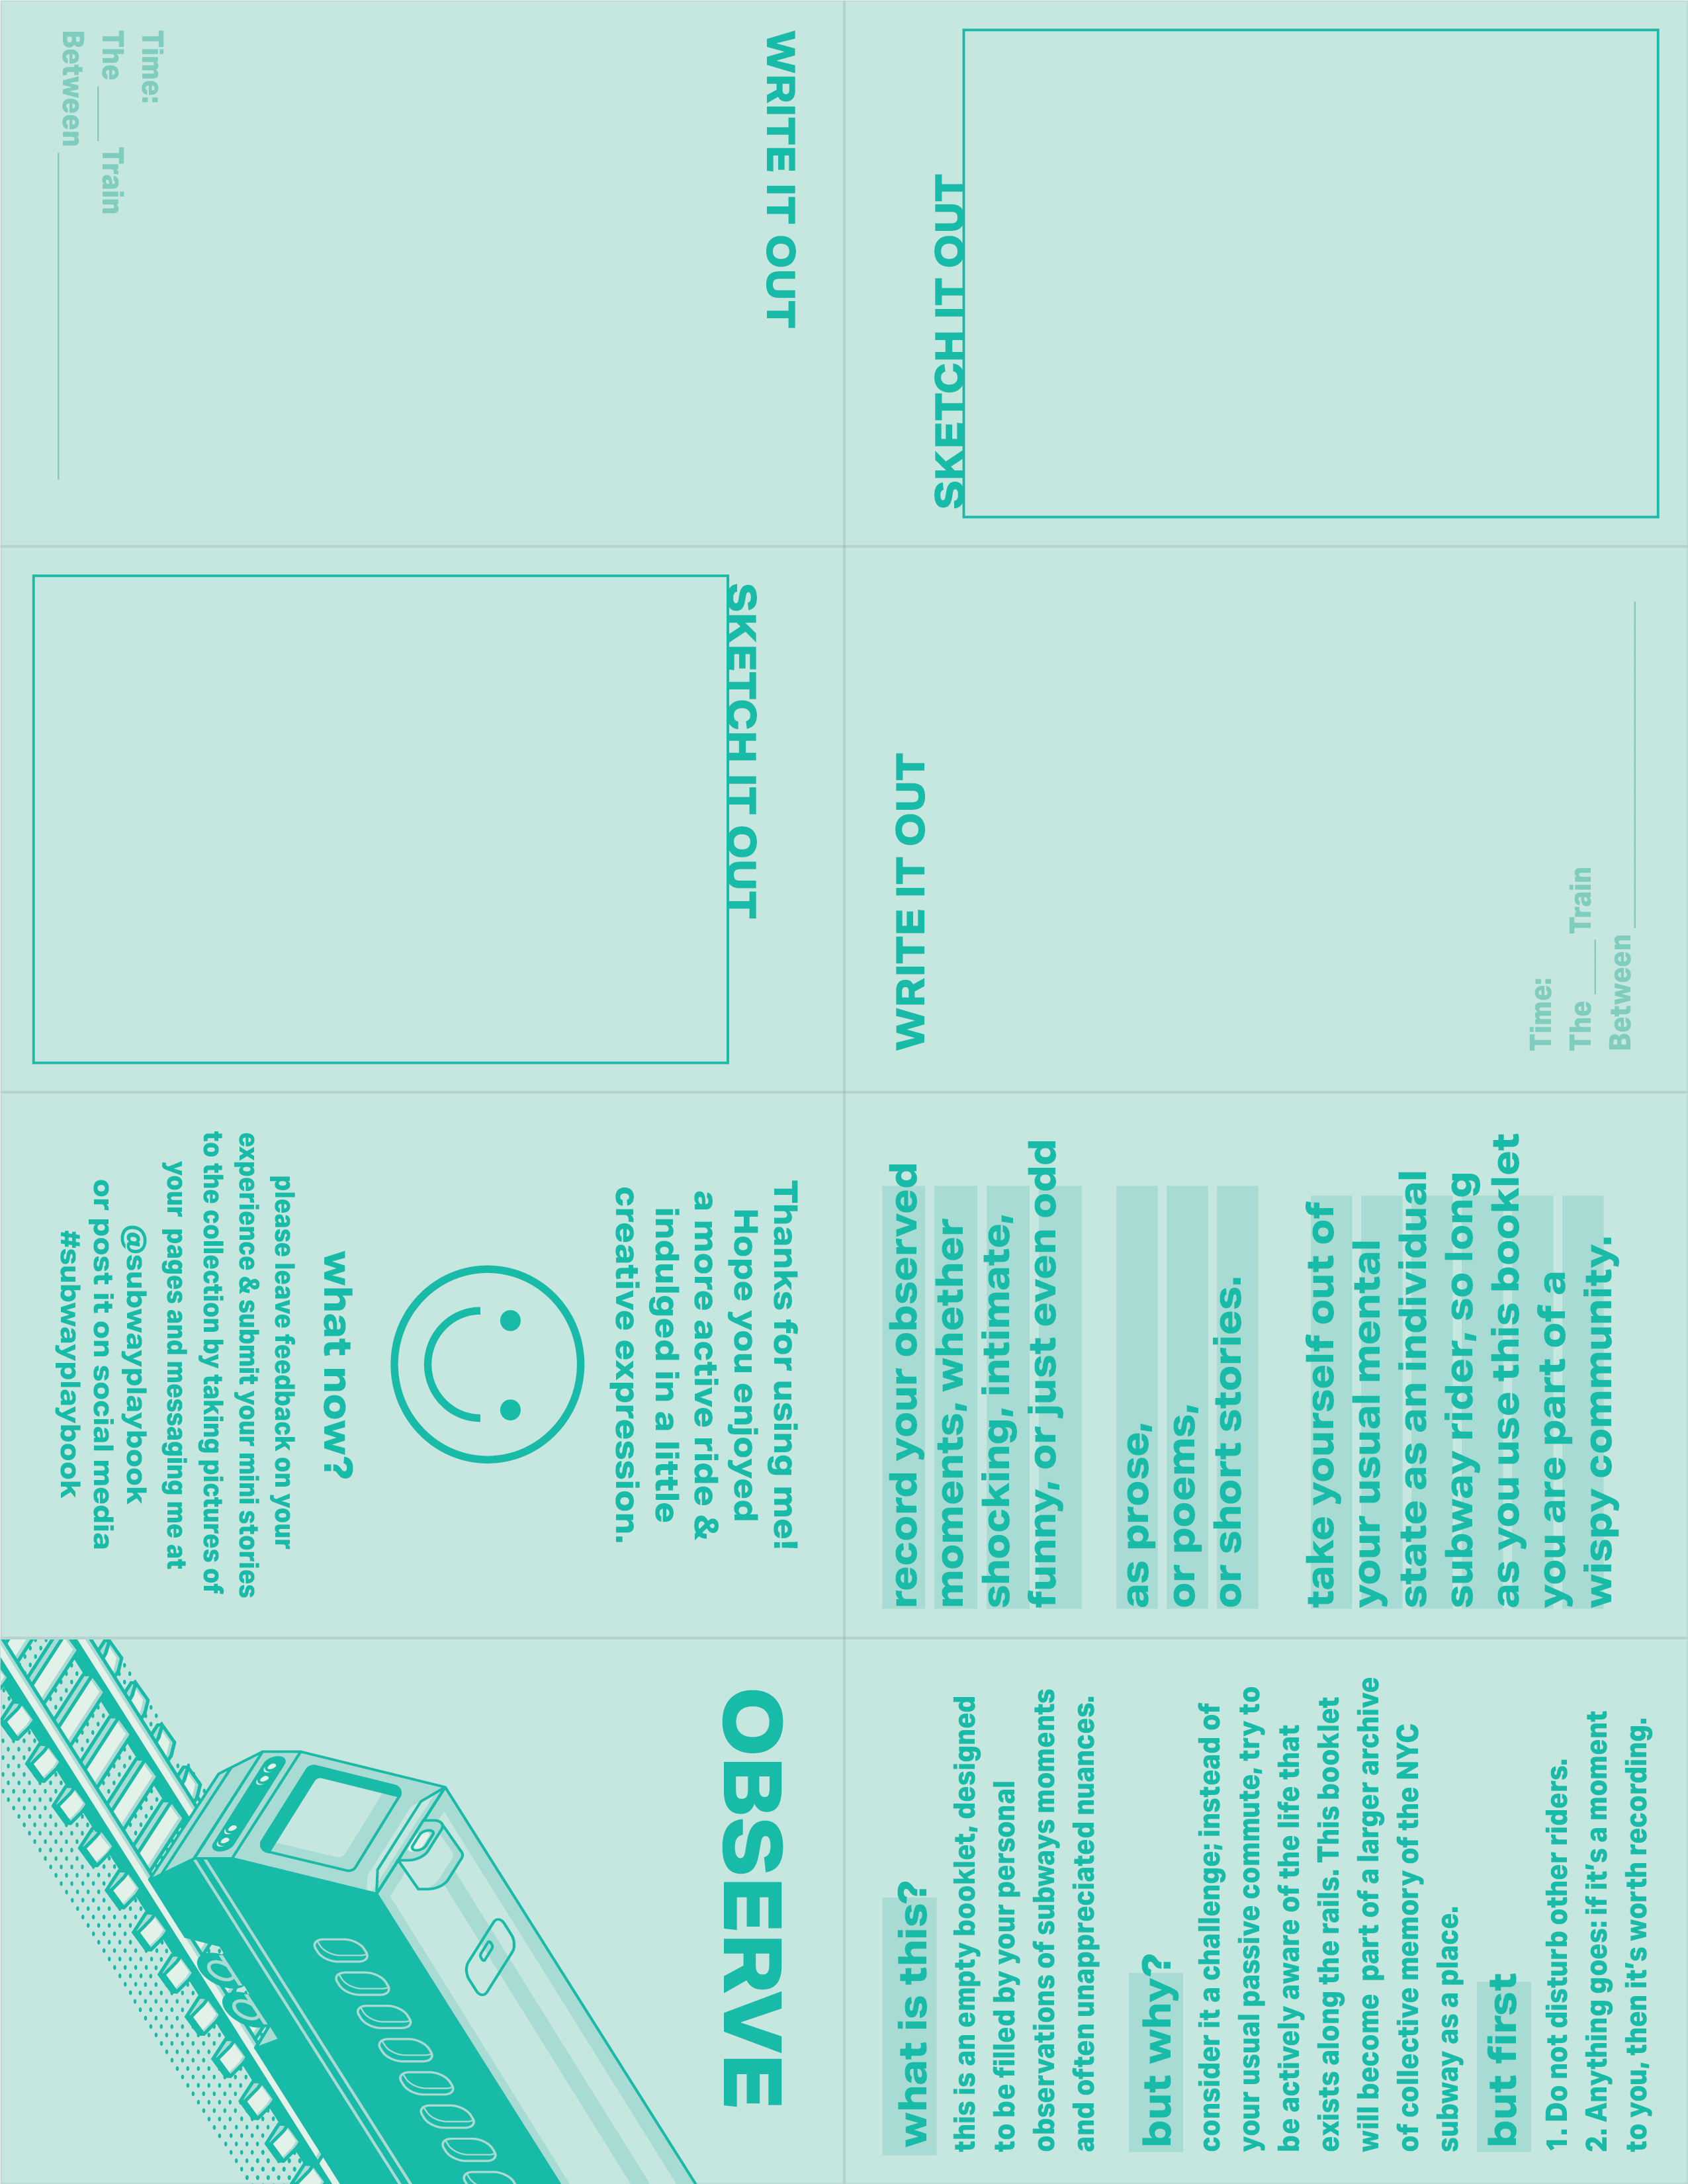 OBSERVE
what is this?
this is an empty booklet, designed
to be filled by your personal
observations of subways moments
and often unappreciated nuances.
but why?
consider it a challenge; instead of
your usual passive commute, try to
be actively aware of the life that
exists along the rails. This booklet
will become part of a larger archive
of collective memory of the NYC
subway as a place.
but first
1. Do not disturb other riders.
2. Anything goes: if it's a moment
to you, then it's worth recording.
record your observed
moments, whether
shocking, intimate,
funny, or just even odd
as prose,
or poems,
or short stories.
take yourself out of
your usual mental
state as an individual
subway rider, so long
as you use this booklet
you are part of a
wispy community.
WRITE IT OUT
Time:
The ___ Train
Between ___
SKETCH IT OUT
WRITE IT OUT
Time:
The ___ Train
Between ___
SKETCH IT OUT
Thanks for using me!
Hope you enjoyed
a more active ride &
indulged in a little
creative expression.
what now?
please leave feedback on your
experience & submit your mini stories
to the collection by taking pictures of
your pages and messaging me at
@subwayplaybook
or post it on social media
#subwayplaybook